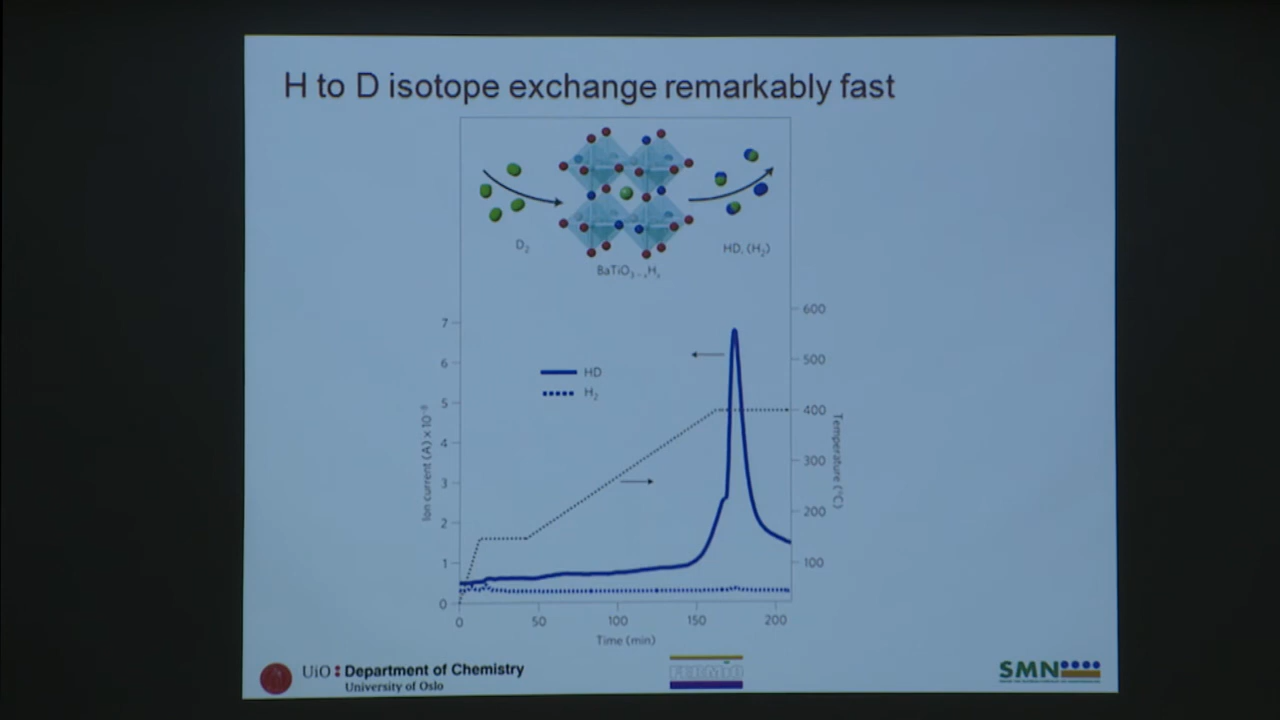 H to D isotope exchange remarkably fast
D₂
HD, (H₂)
BaTiO₃₋ₓHₓ
7
6
5
4
3
2
1
0
Ion current (A) x 10⁻⁸
HD
H₂
600
500
400
300
200
100
Temperature (°C)
0
50
100
150
200
Time (min)
UiO Department of Chemistry
University of Oslo
FERMiO
SMN